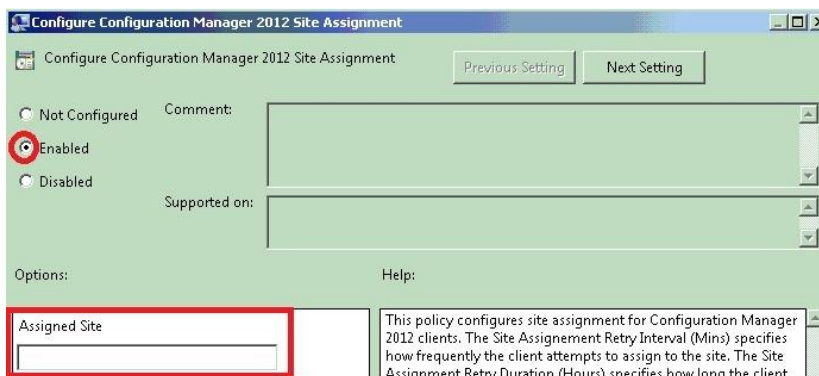 Configure Configuration Manager 2012 Site Assignment
Configure Configuration Manager 2012 Site Assignment
Previous Setting
Next Setting
Not Configured
Comment:
Enabled
Disabled
Supported on:
Options:
Help:
Assigned Site
This policy configures site assignment for Configuration Manager
2012 clients. The Site Assignement Retry Interval (Mins) specifies
how frequently the client attempts to assign to the site. The Site
Assignment Retry Duration (Hours) specifies how long the client